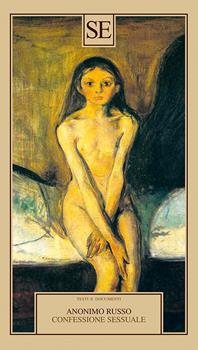 SE
TESTI E DOCUMENTI
ANONIMO RUSSO
CONFESSIONE SESSUALE